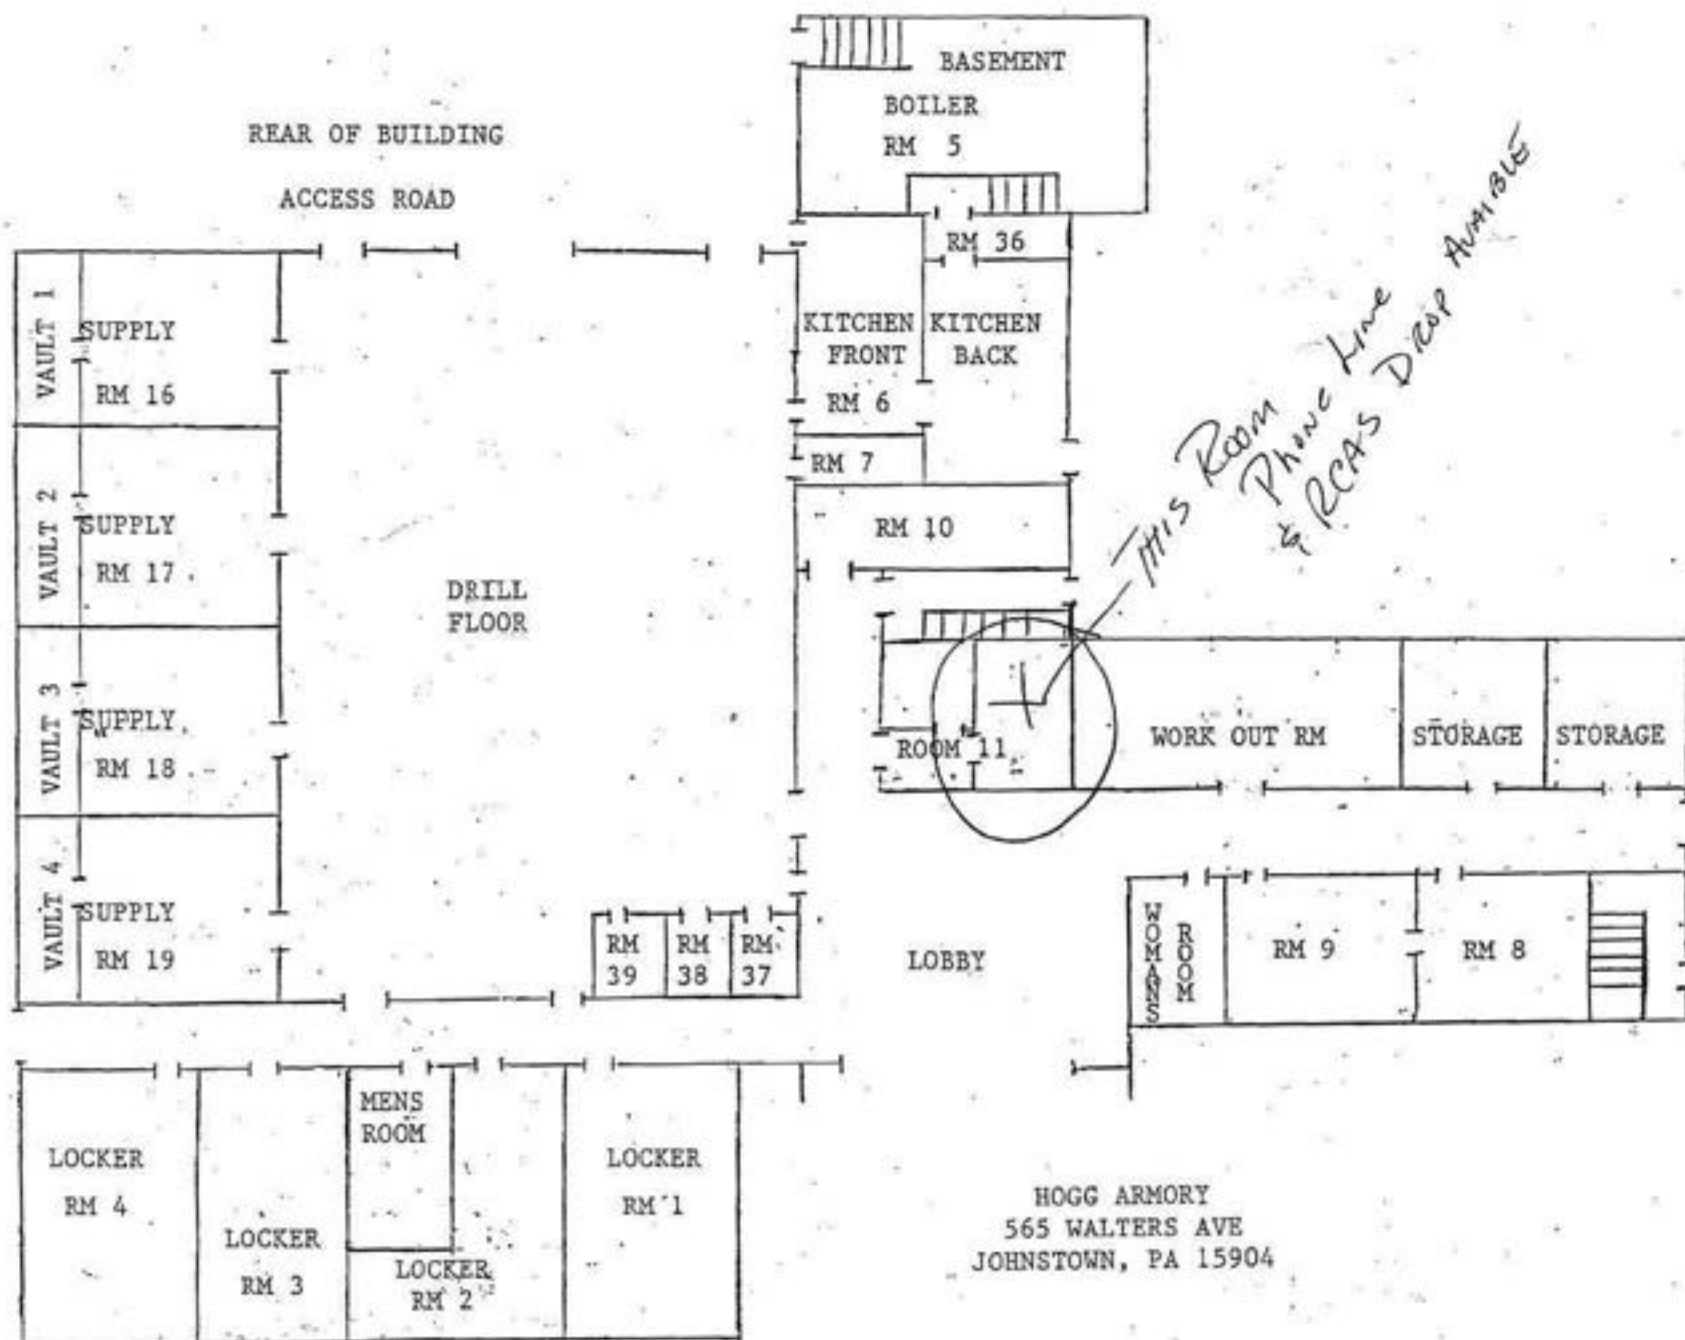 BASEMENT
BOILER
RM 5
REAR OF BUILDING
ACCESS ROAD
RM 36
VAULT 1
SUPPLY
RM 16
KITCHEN
FRONT
RM 6
KITCHEN
BACK
RM 7
RM 10
THIS ROOM
PHONE LINE
& RCAS DROP AVAIBLE
VAULT 2
SUPPLY
RM 17
DRILL
FLOOR
VAULT 3
SUPPLY
RM 18
ROOM 11
WORK OUT RM
STORAGE
STORAGE
VAULT 4
SUPPLY
RM 19
RM
39
RM
38
RM
37
LOBBY
WOMANS
ROOM
RM 9
RM 8
LOCKER
RM 4
LOCKER
RM 3
MENS
ROOM
LOCKER
RM 2
LOCKER
RM 1
HOGG ARMORY
565 WALTERS AVE
JOHNSTOWN, PA 15904